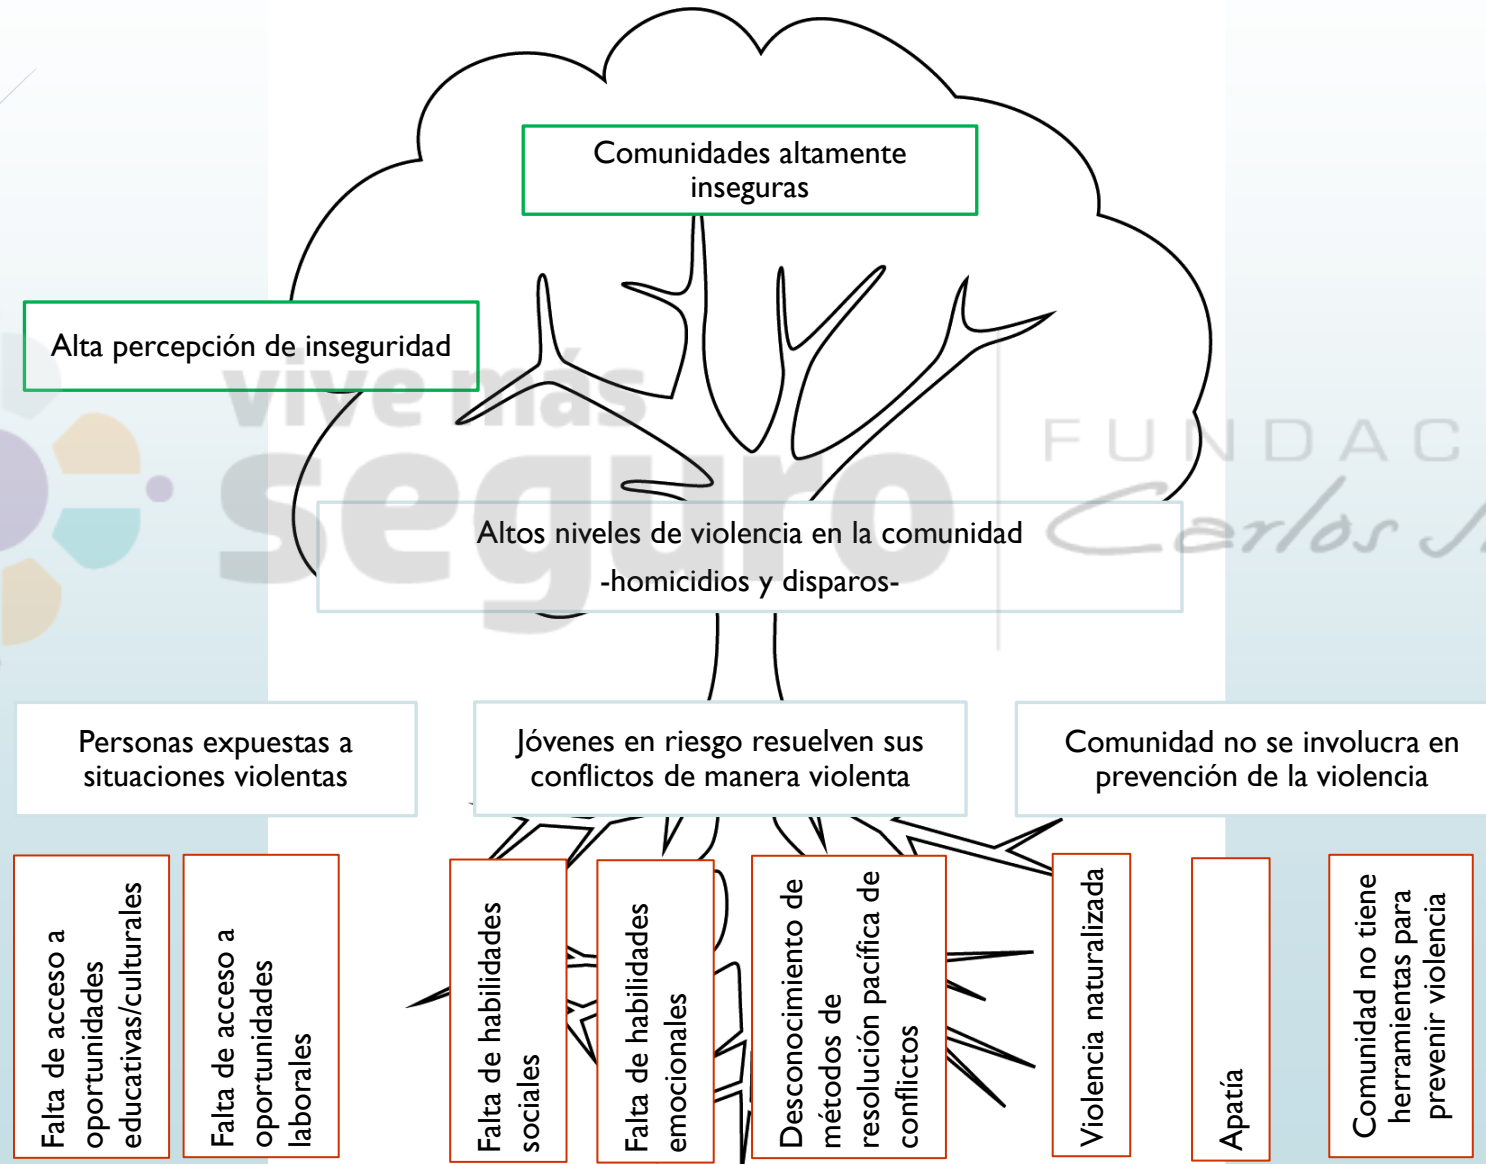 Comunidades altamente
inseguras
Alta percepción de inseguridad
vive más
seguro
FUNDAC
Carlos
Altos niveles de violencia en la comunidad
-homicidios y disparos-
Personas expuestas a
situaciones violentas
Jóvenes en riesgo resuelven sus
conflictos de manera violenta
Comunidad no se involucra en
prevención de la violencia
Falta de acceso a
oportunidades
educativas/culturales
Falta de acceso a
oportunidades
laborales
Falta de habilidades
sociales
Falta de habilidades
emocionales
Desconocimiento de
métodos de
resolución pacífica de
conflictos
Violencia naturalizada
Apatía
Comunidad no tiene
herramientas para
prevenir violencia